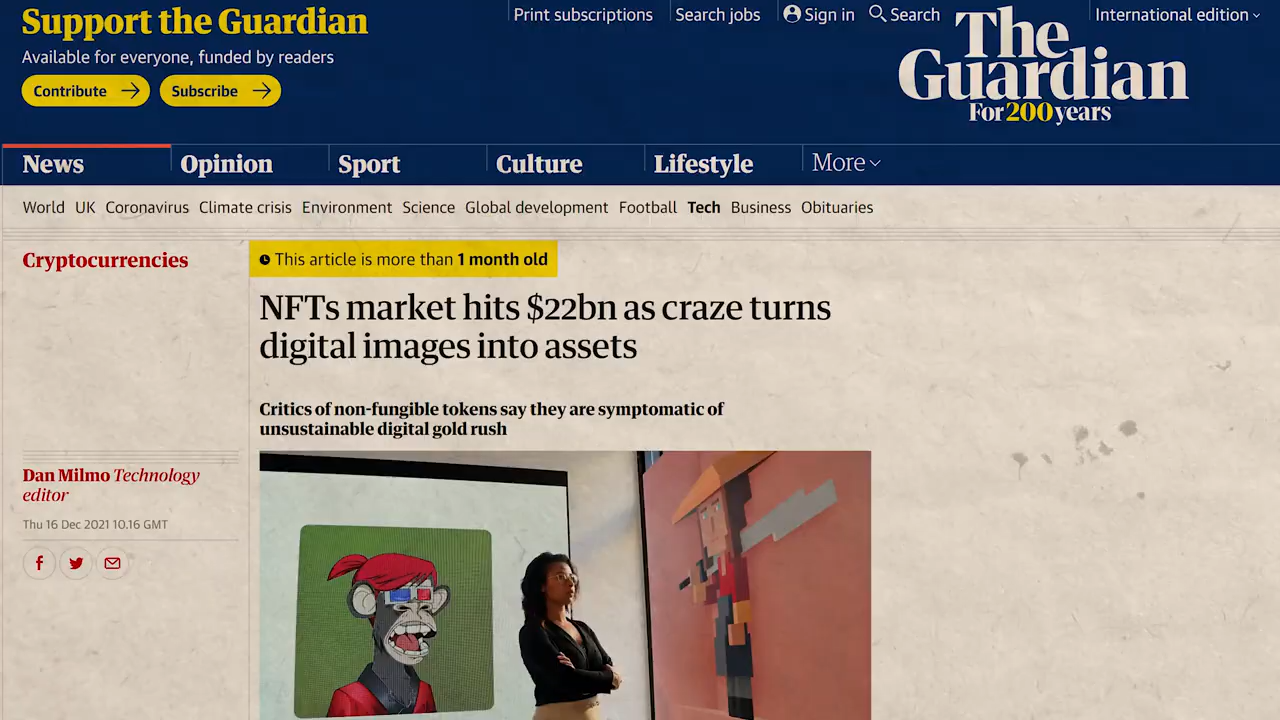 Support the Guardian
Available for everyone, funded by readers
Contribute
Subscribe
Print subscriptions
Search jobs
Sign in
Search
International edition
The
Guardian
For 200 years
News
Opinion
Sport
Culture
Lifestyle
More
World UK Coronavirus Climate crisis Environment Science Global development Football Tech Business Obituaries
Cryptocurrencies
This article is more than 1 month old
NFTs market hits $22bn as craze turns
digital images into assets
Critics of non-fungible tokens say they are symptomatic of
unsustainable digital gold rush
Dan Milmo Technology
editor
Thu 16 Dec 2021 10.16 GMT